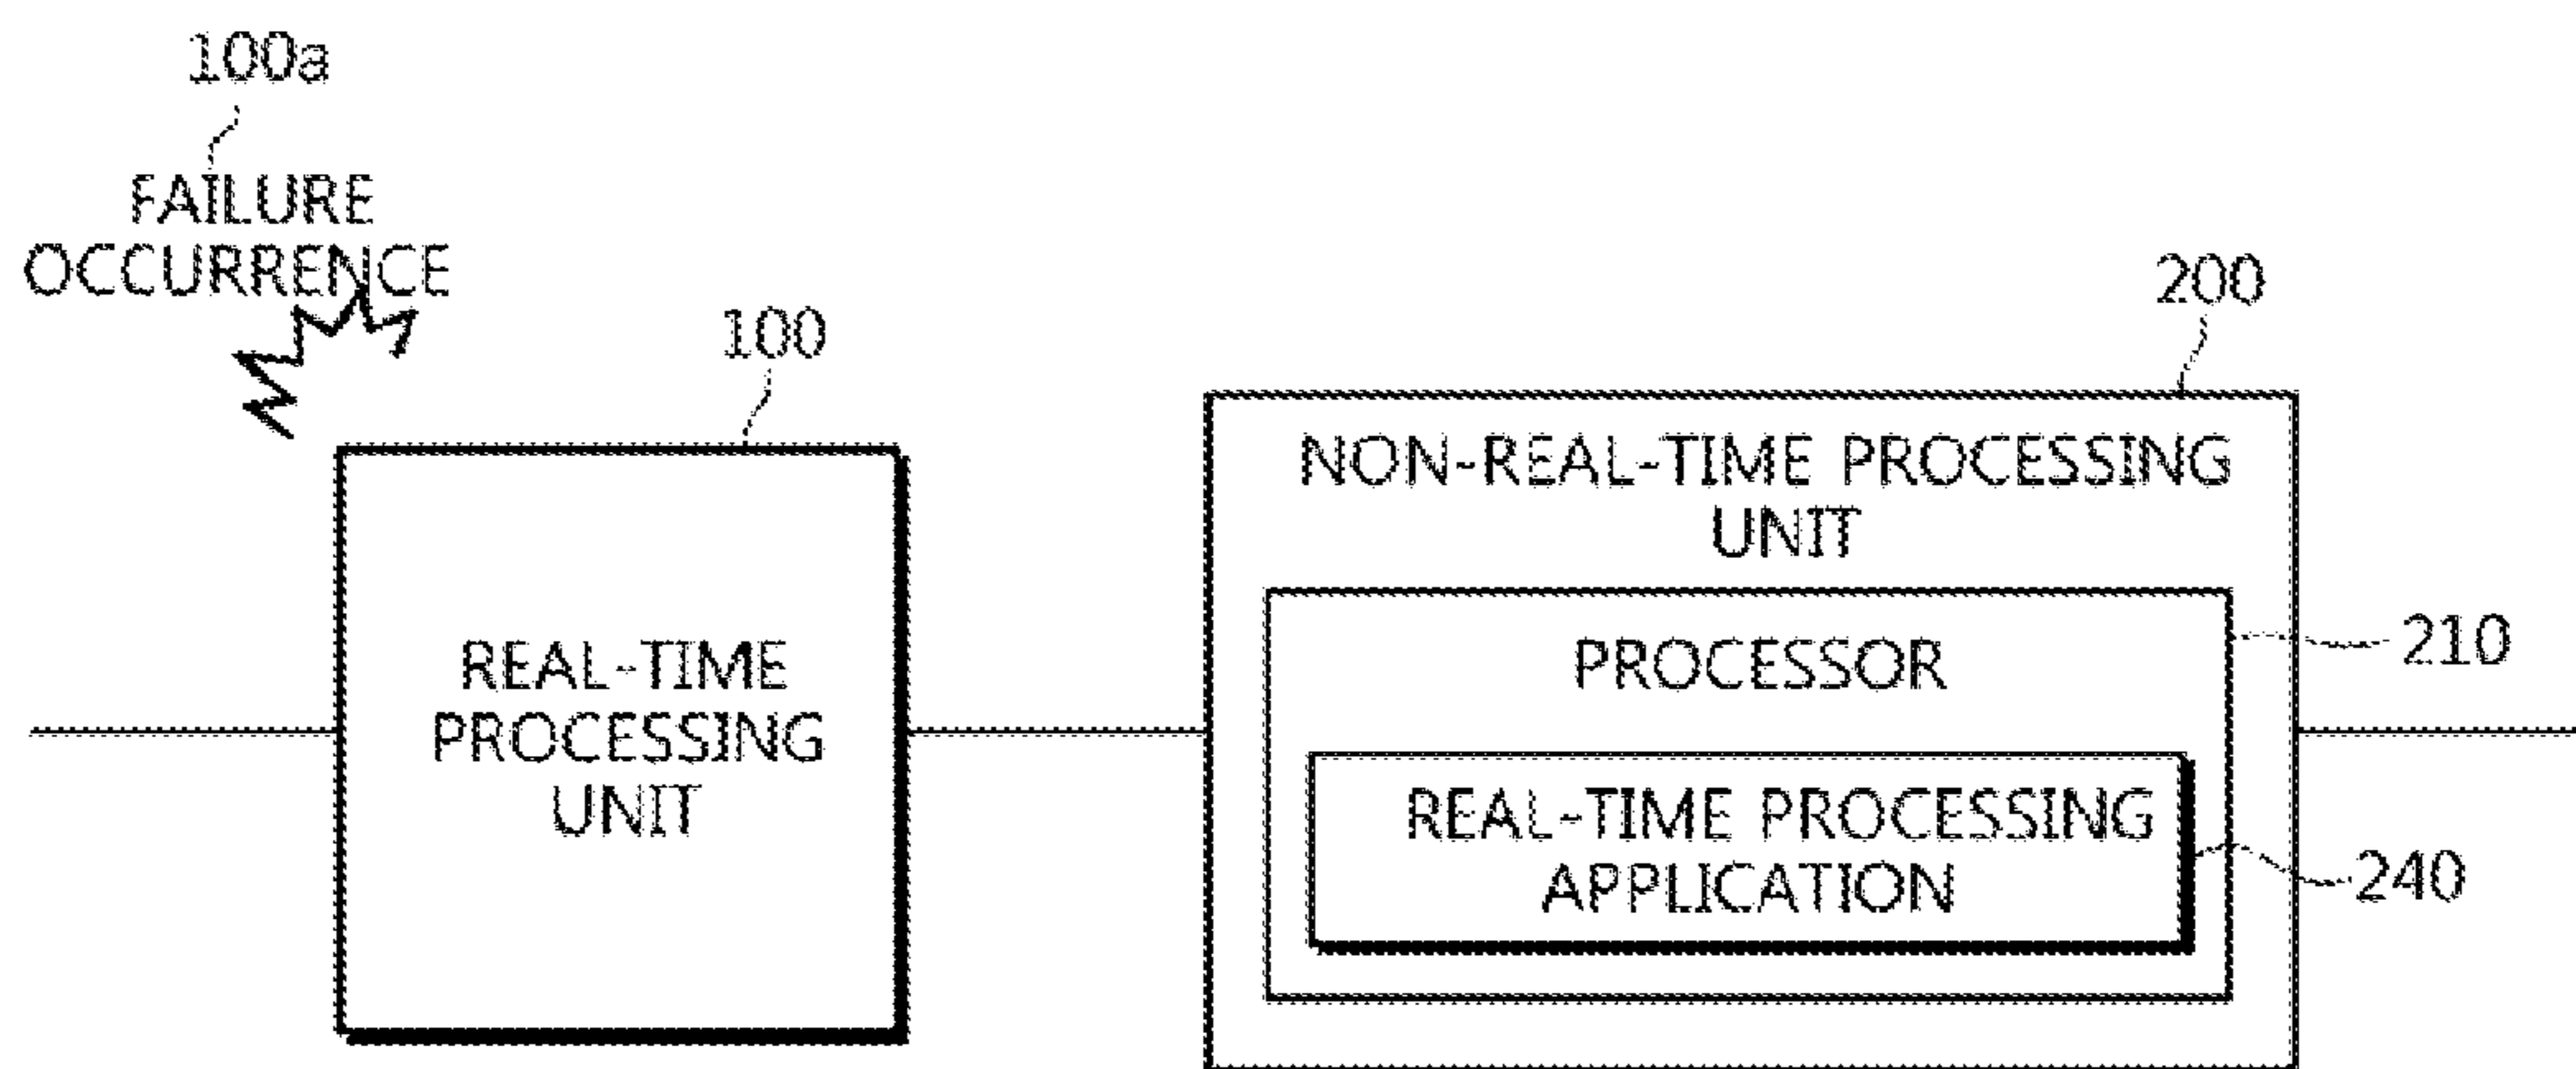 100a
FAILURE
OCCURRENCE
100
200
REAL-TIME
PROCESSING
UNIT
NON-REAL-TIME PROCESSING
UNIT
PROCESSOR
210
REAL-TIME PROCESSING
APPLICATION
240